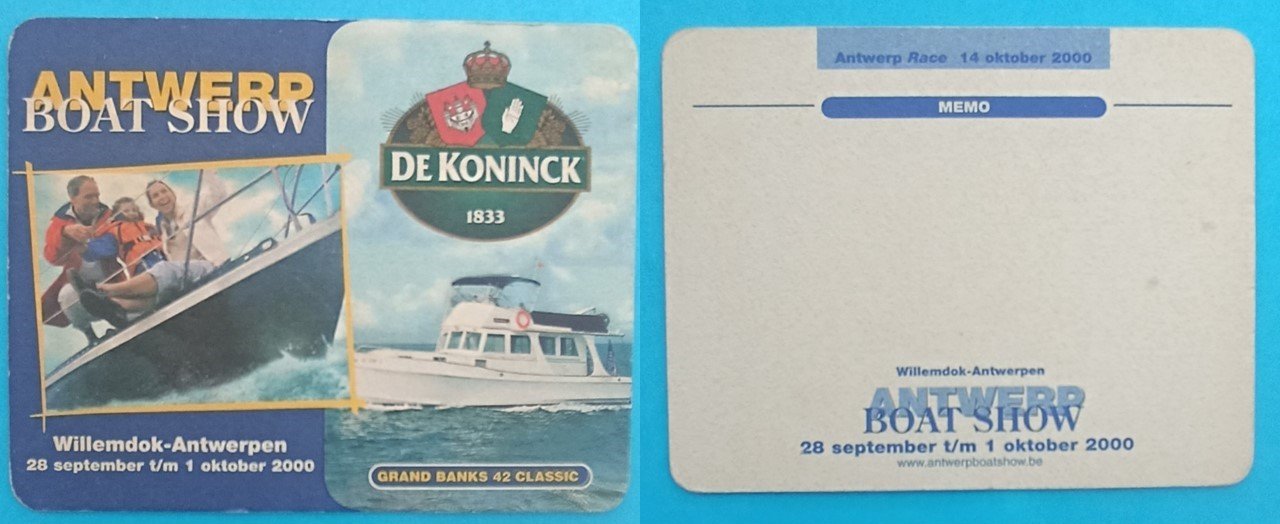 ANTWERP
BOAT SHOW
DE KONINCK
1833
Willemdok-Antwerpen
28 september t/m 1 oktober 2000
GRAND BANKS 42 CLASSIC
Antwerp Race 14 oktober 2000
MEMO
Willemdok-Antwerpen
ANTWERP
BOAT SHOW
28 september t/m 1 oktober 2000
www.antwerpboatshow.be